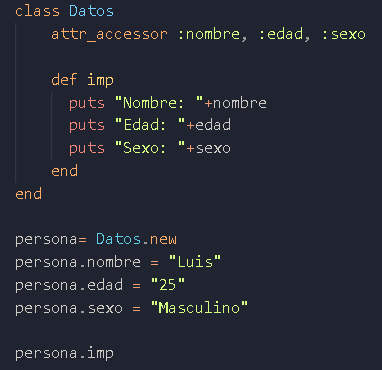 class Datos
    attr_accessor :nombre, :edad, :sexo

    def imp
      puts "Nombre: "+nombre
      puts "Edad: "+edad
      puts "Sexo: "+sexo
    end
end

persona= Datos.new
persona.nombre = "Luis"
persona.edad = "25"
persona.sexo = "Masculino"

persona.imp